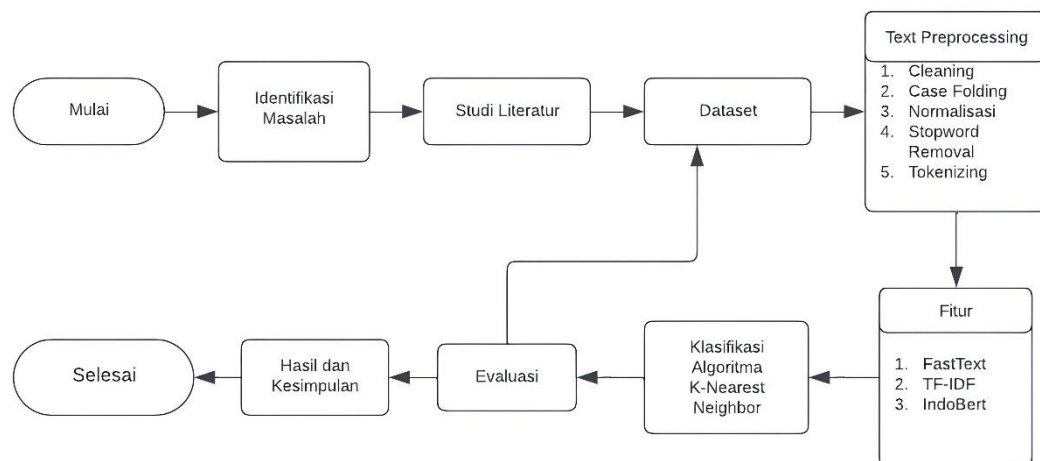 Mulai
Identifikasi
Masalah
Studi Literatur
Dataset
Text Preprocessing
1. Cleaning
2. Case Folding
3. Normalisasi
4. Stopword
Removal
5. Tokenizing
Fitur
1. FastText
2. TF-IDF
3. IndoBert
Klasifikasi
Algoritma
K-Nearest
Neighbor
Evaluasi
Hasil dan
Kesimpulan
Selesai